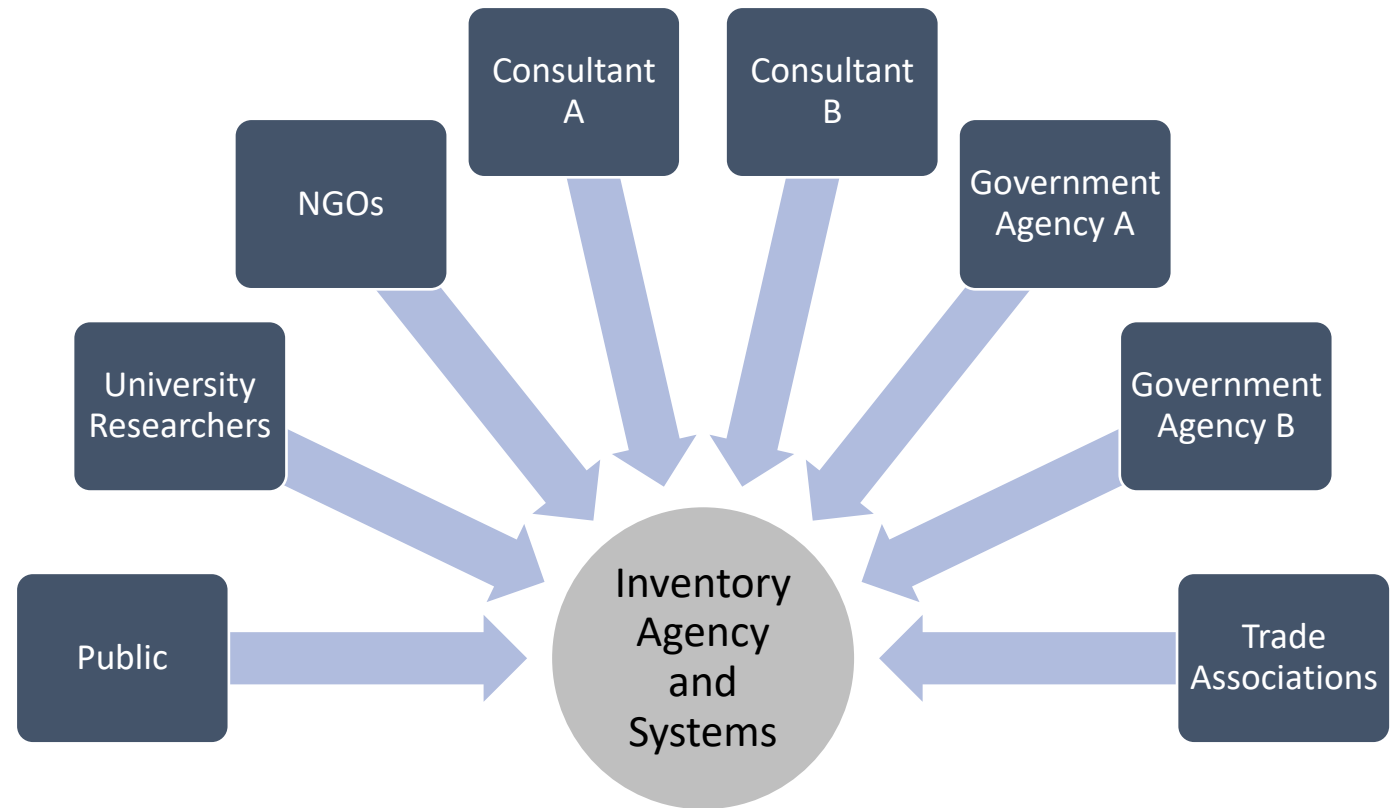 Consultant
A
Consultant
B
NGOs
Government
Agency A
University
Researchers
Government
Agency B
Public
Inventory
Agency
and
Systems
Trade
Associations